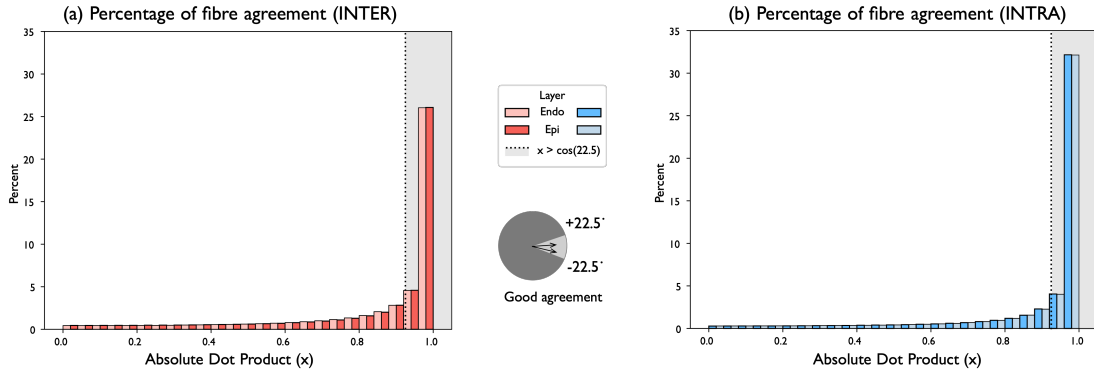 (a) Percentage of fibre agreement (INTER)
35
30
25
20
15
10
5
0
Percent
0.0 0.2 0.4 0.6 0.8 1.0
Absolute Dot Product (x)
Layer
Endo
Epi
x > cos(22.5)
+22.5°
-22.5°
Good agreement
(b) Percentage of fibre agreement (INTRA)
35
30
25
20
15
10
5
0
Percent
0.0 0.2 0.4 0.6 0.8 1.0
Absolute Dot Product (x)